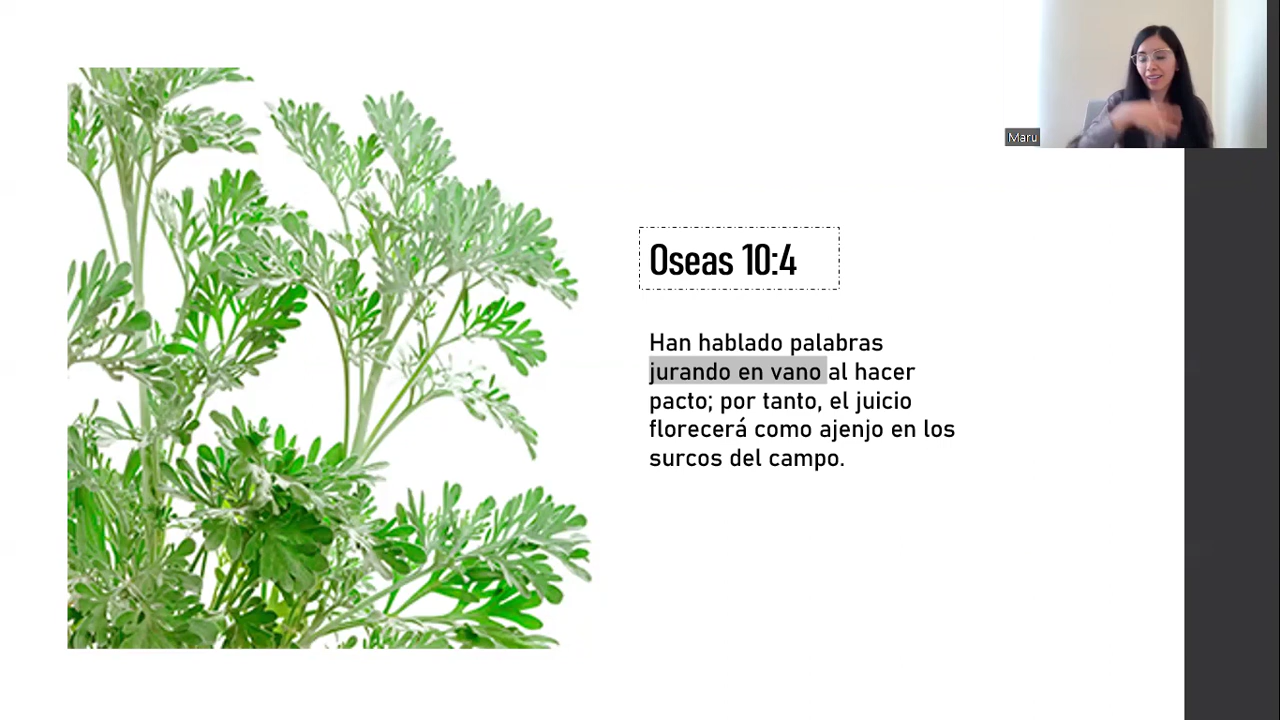 Maru
Oseas 10:4
Han hablado palabras
jurando en vano al hacer
pacto; por tanto, el juicio
florecerá como ajenjo en los
surcos del campo.